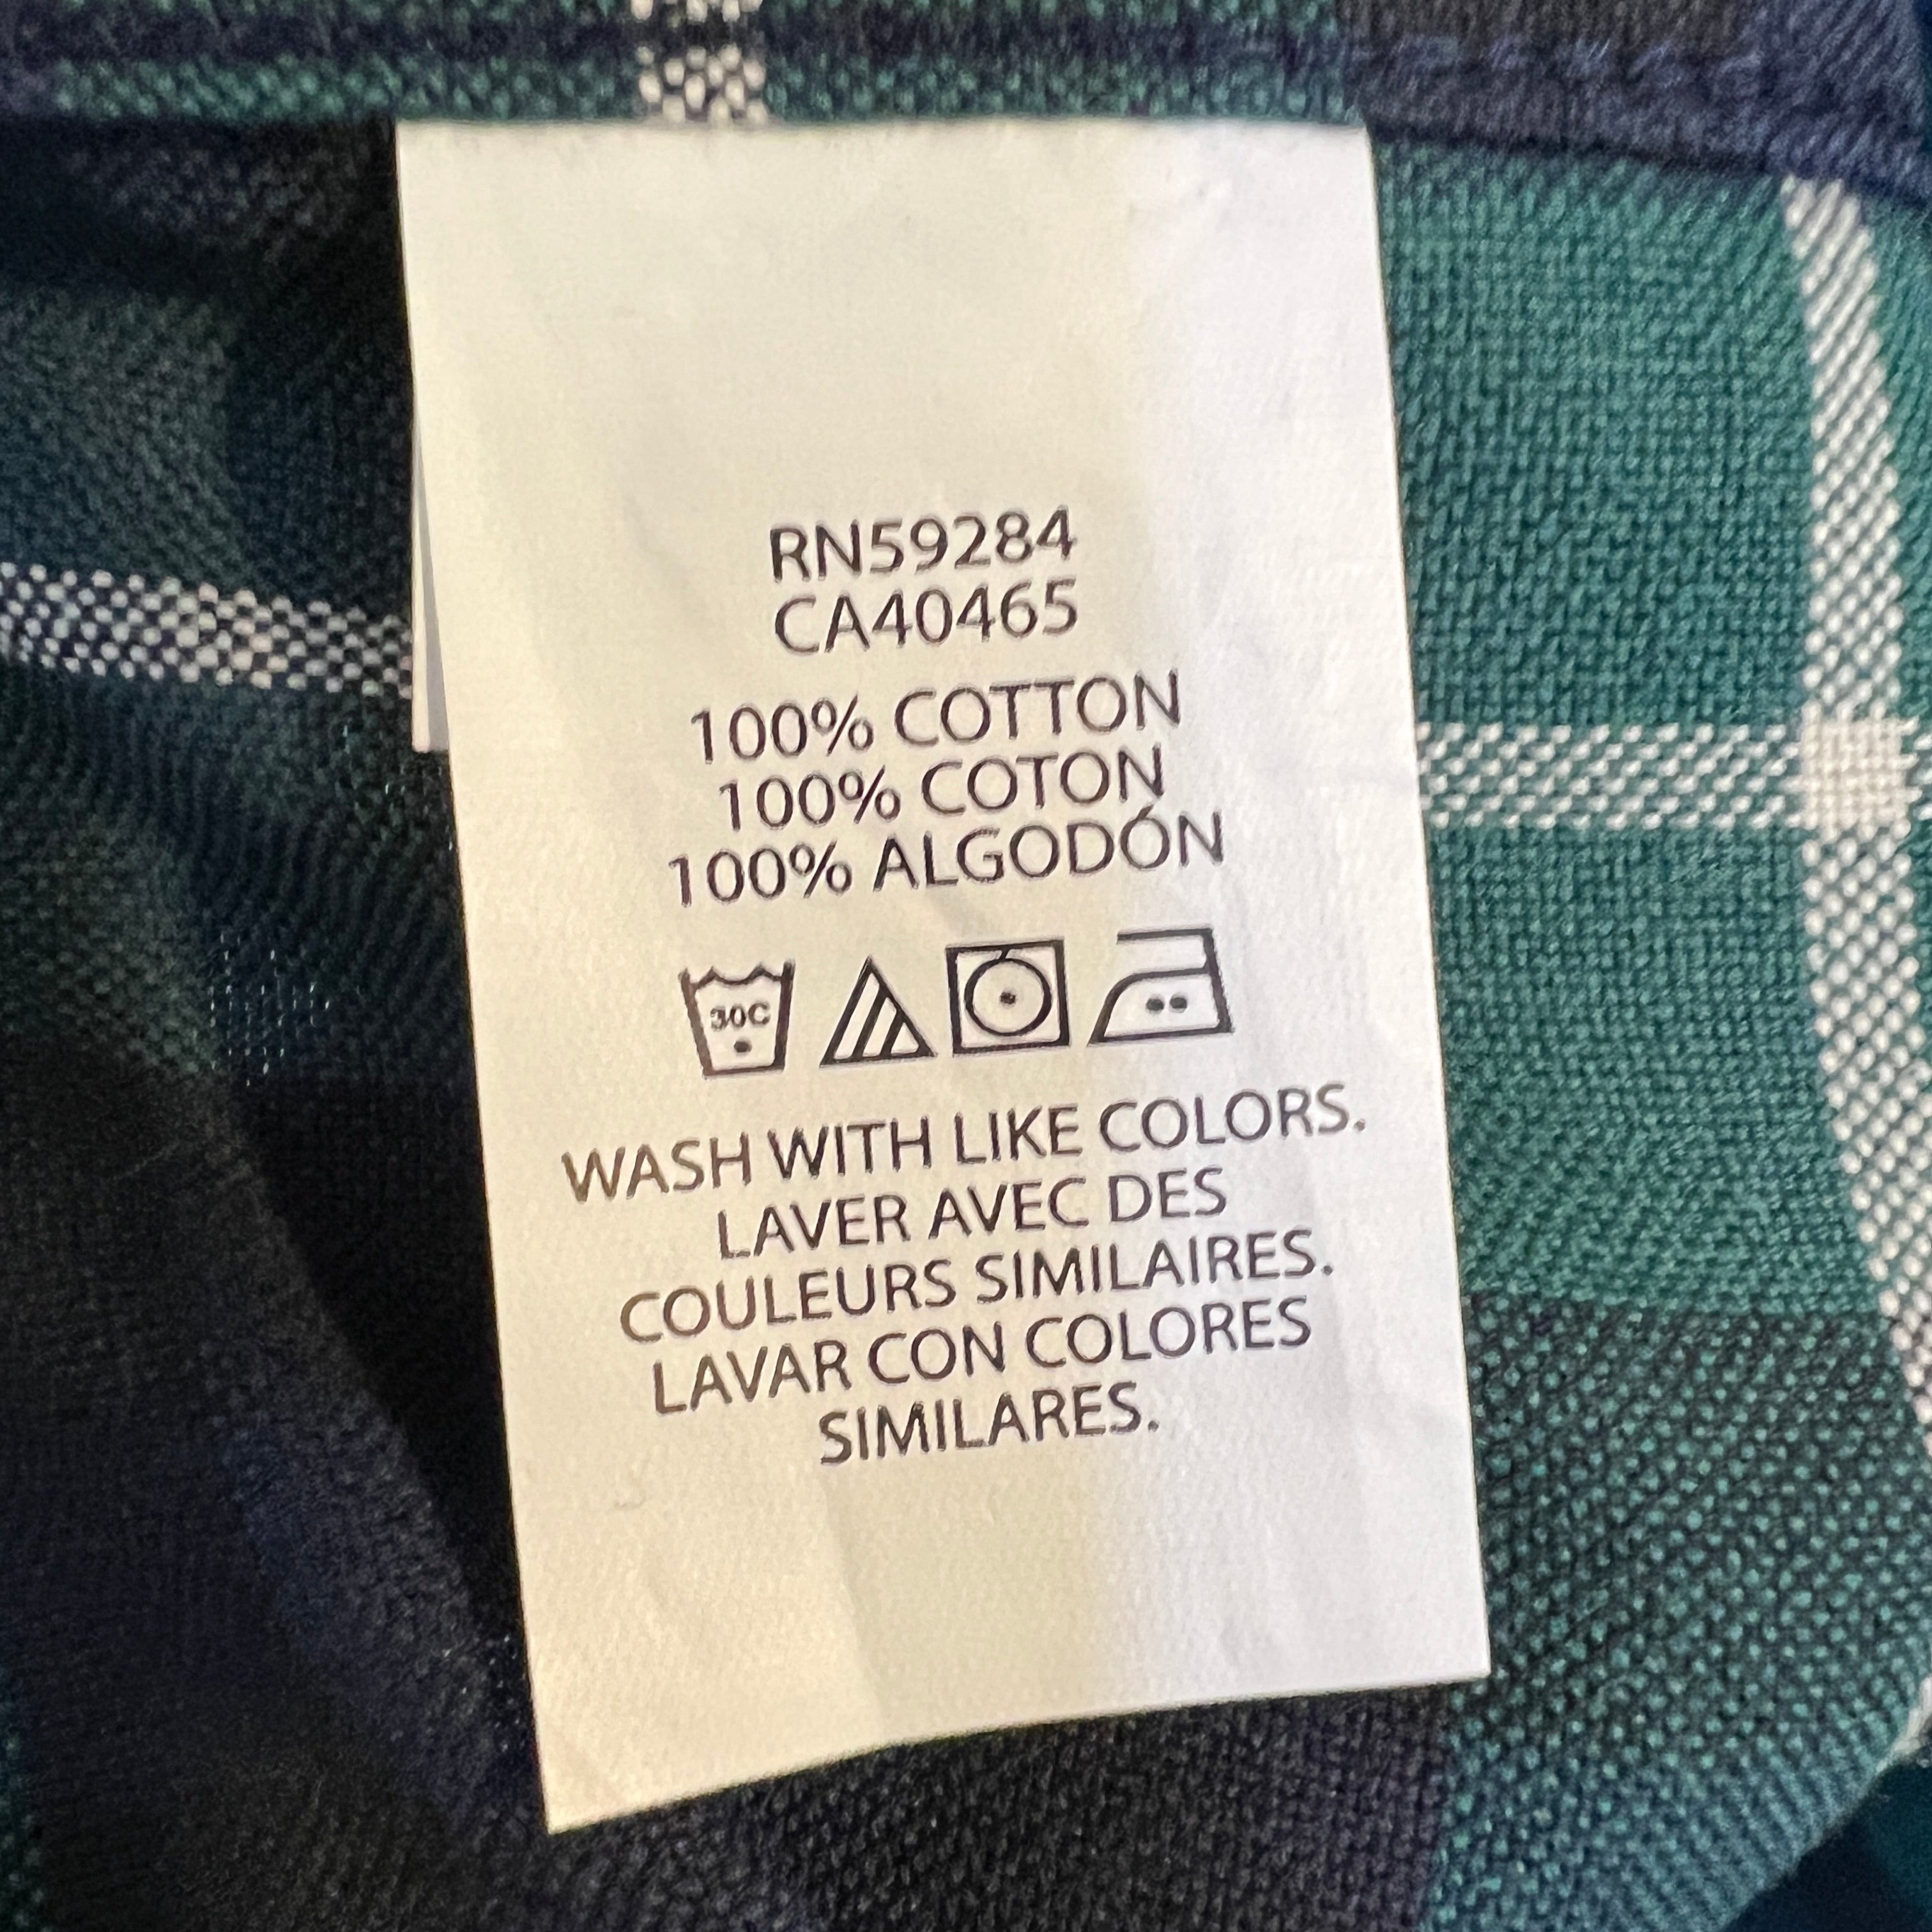 RN59284
CA40465
100% COTTON
100% COTON
100% ALGODÓN
30C
WASH WITH LIKE COLORS.
LAVER AVEC DES
COULEURS SIMILAIRES.
LAVAR CON COLORES
SIMILARES.